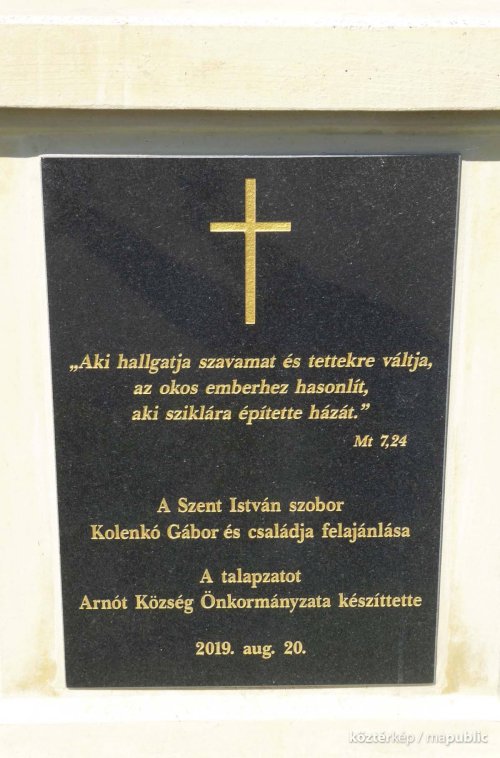 „Aki hallgatja szavamat és tettekre váltja,
az okos emberhez hasonlít,
aki sziklára építette házát.”
Mt 7,24
A Szent István szobor
Kolenkó Gábor és családja felajánlása
A talapzatot
Arnót Község Önkormányzata készíttette
2019. aug. 20.
köztérkép / mapublic